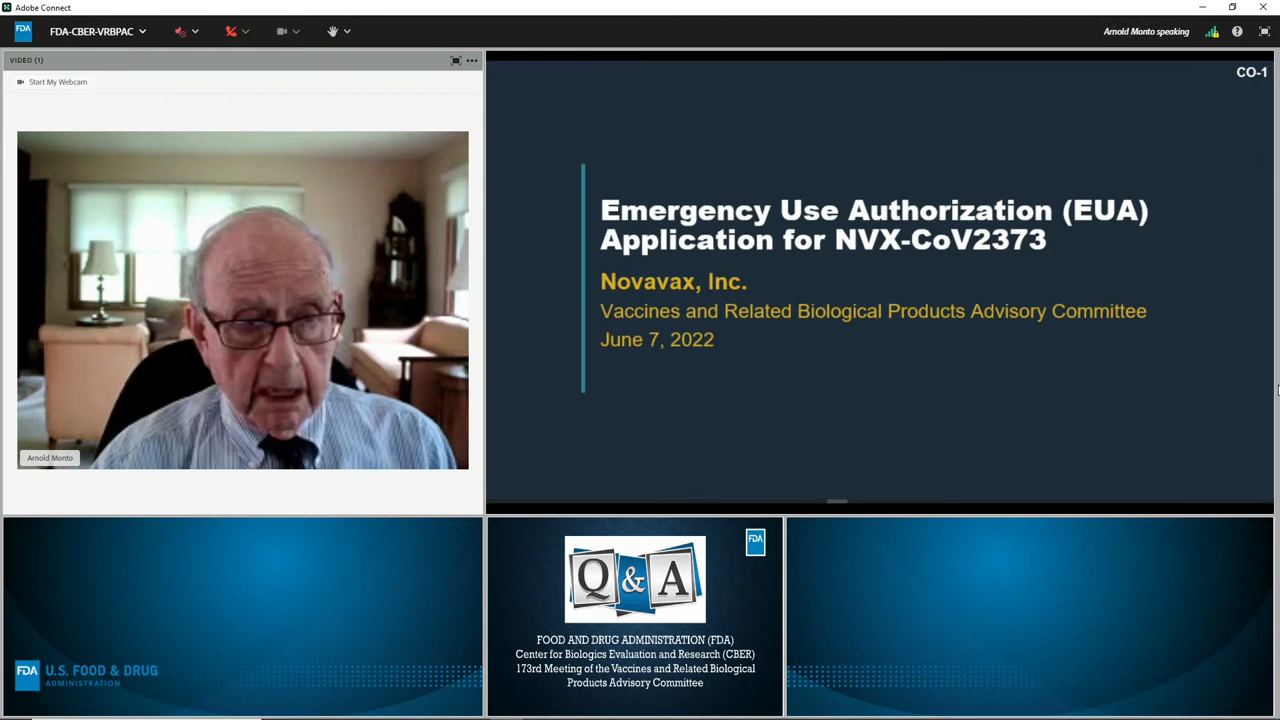 Adobe Connect
FDA
FDA-CBER-VRBPAC
Arnold Monto speaking
VIDEO (1)
Start My Webcam
Arnold Monto
CO-1
Emergency Use Authorization (EUA)
Application for NVX-CoV2373
Novavax, Inc.
Vaccines and Related Biological Products Advisory Committee
June 7, 2022
FDA
U.S. FOOD & DRUG
ADMINISTRATION
Q & A
FDA
FOOD AND DRUG ADMINISTRATION (FDA)
Center for Biologics Evaluation and Research (CBER)
173rd Meeting of the Vaccines and Related Biological
Products Advisory Committee